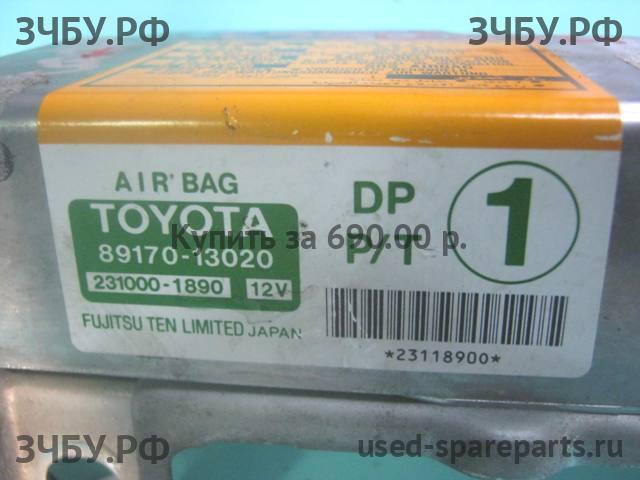 ЗЧБУ.РФ ЗЧБУ.РФ
AIR BAG
TOYOTA
89170-13020
231000-1890 12V
FUJITSU TEN LIMITED JAPAN
DP
P/T
1
Купить за 690.00 р.
*23118900*
ЗЧБУ.РФ used-spareparts.ru